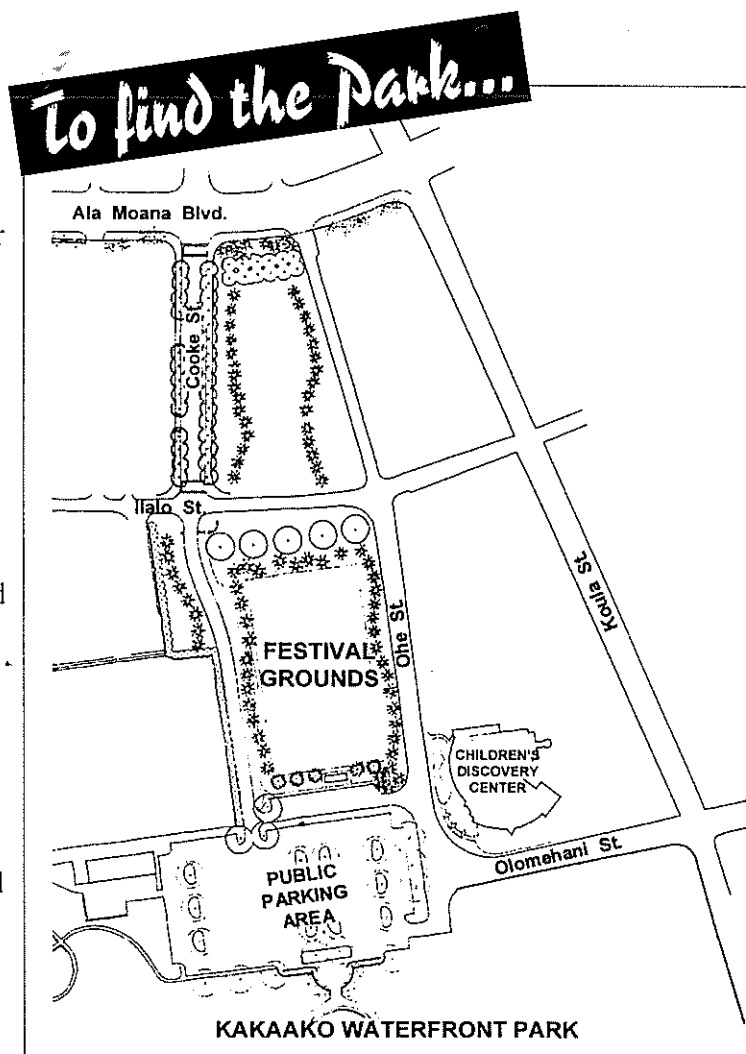 To find the Park...
Ala Moana Blvd.
Cooke St.
Ilalo St.
Koula St.
Ohe St.
FESTIVAL
GROUNDS
CHILDREN'S
DISCOVERY
CENTER
Olomehani St.
PUBLIC
PARKING
AREA
KAKAAKO WATERFRONT PARK